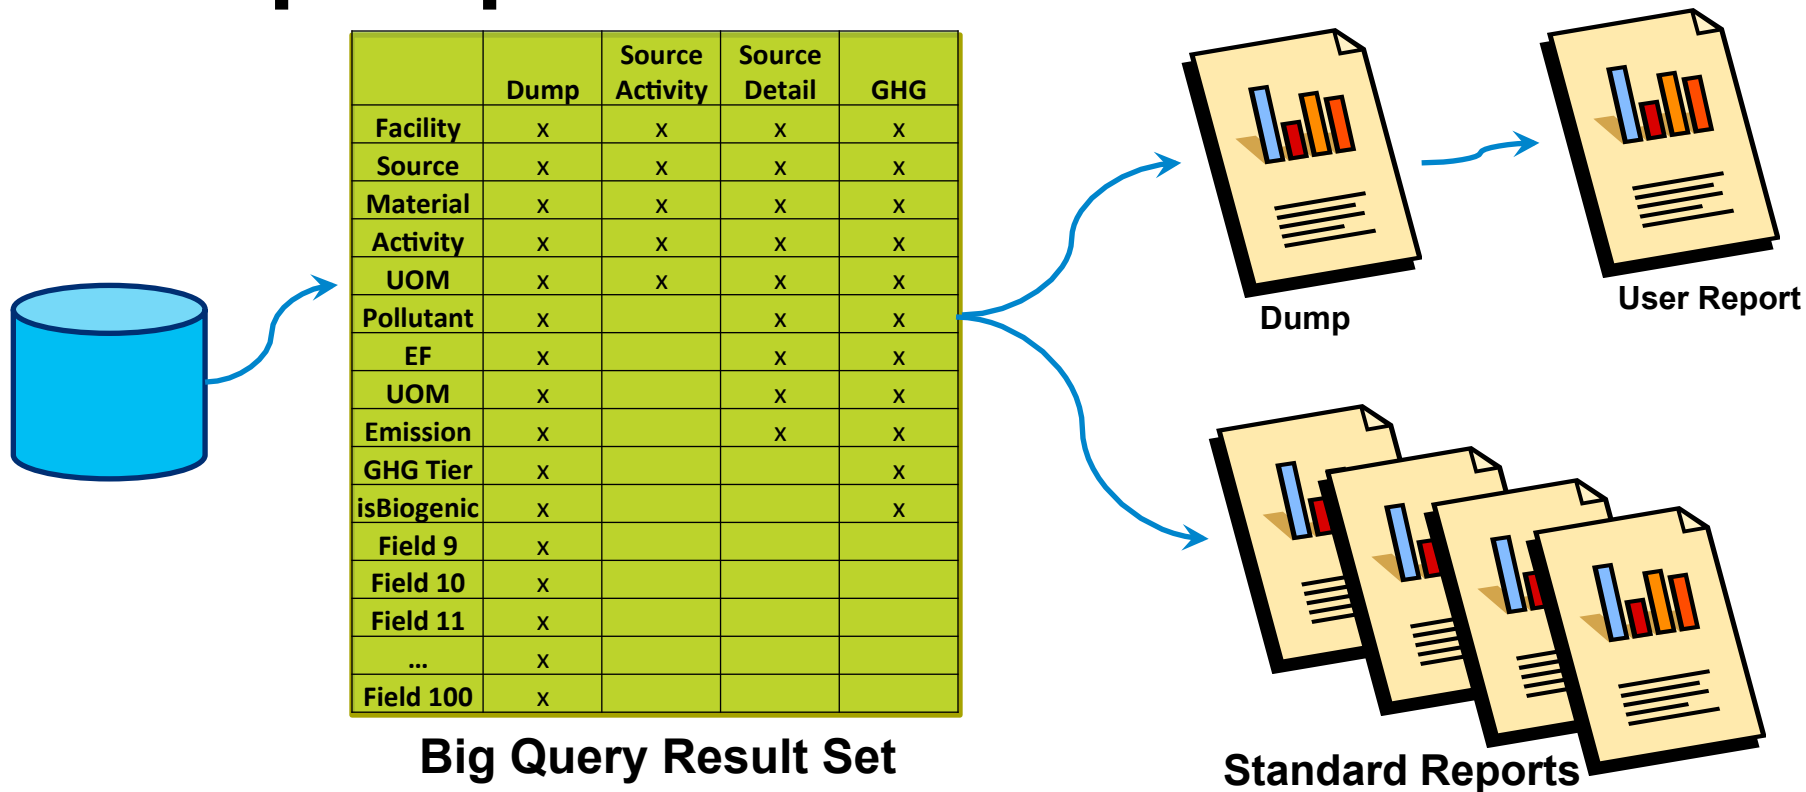 Source Source
Dump Activity Detail GHG
Facility x x x x
Source x x x x
Material x x x x
Activity x x x x
UOM x x x x
Pollutant x x x
EF x x x
UOM x x x
Emission x x x
GHG Tier x x
isBiogenic x x
Field 9 x
Field 10 x
Field 11 x
... x
Field 100 x
Big Query Result Set
Dump
User Report
Standard Reports